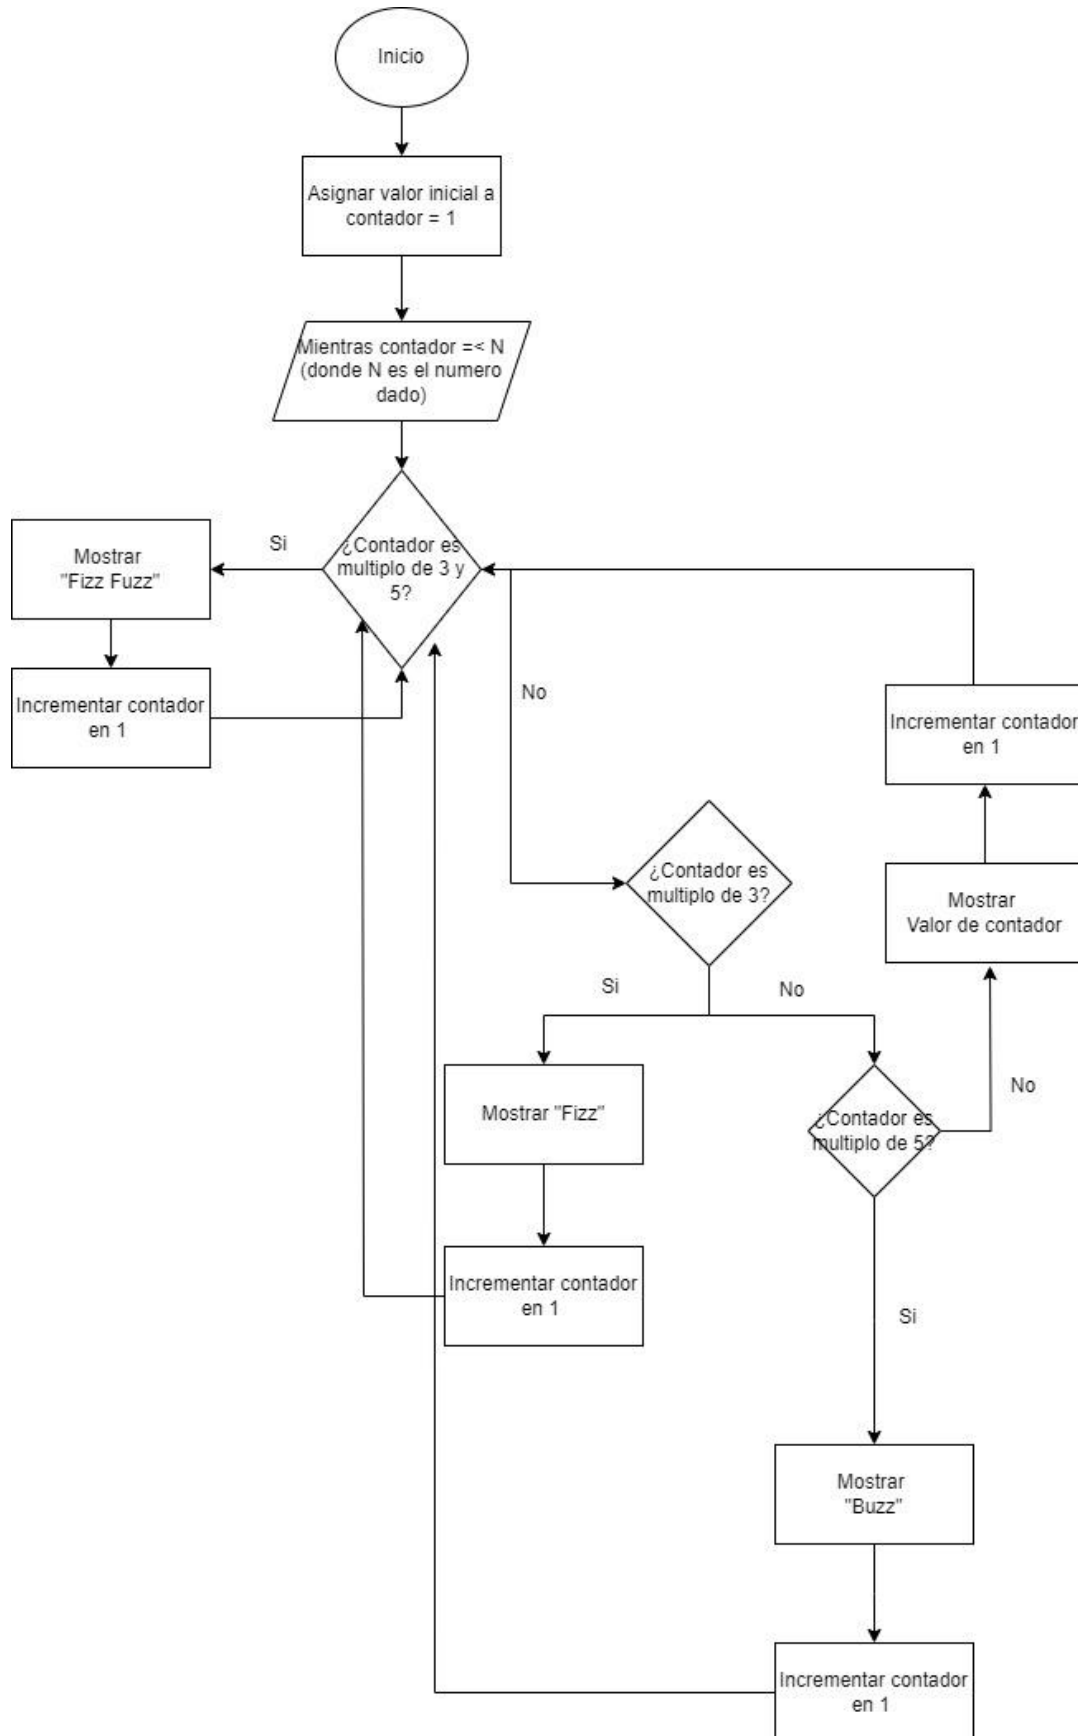 Inicio
Asignar valor inicial a
contador = 1
Mientras contador =< N
(donde N es el numero
dado)
¿Contador es
multiplo de 3 y
5?
Si
Mostrar
"Fizz Fuzz"
Incrementar contador
en 1
No
¿Contador es
multiplo de 3?
Si
No
Mostrar "Fizz"
Incrementar contador
en 1
¿Contador es
multiplo de 5?
No
Mostrar
Valor de contador
Incrementar contador
en 1
Si
Mostrar
"Buzz"
Incrementar contador
en 1